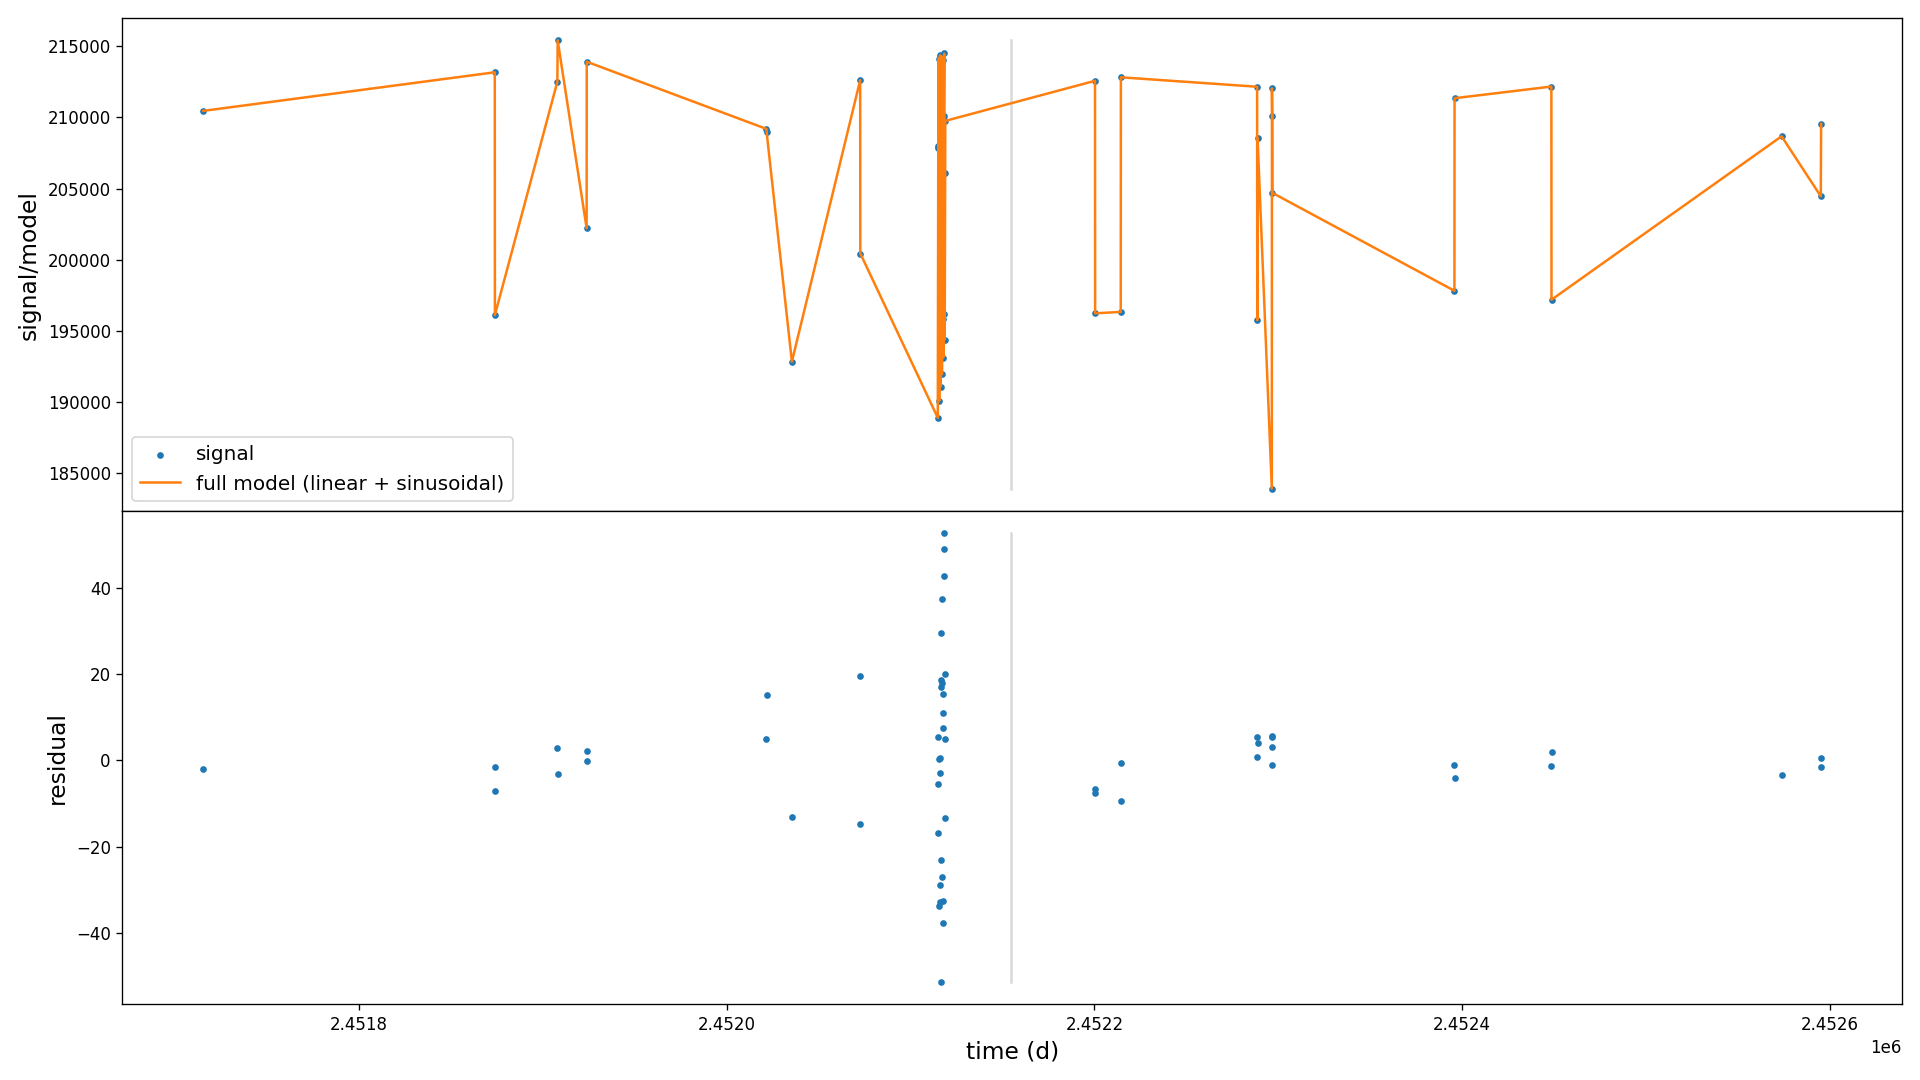 215000
210000
205000
200000
195000
190000
185000
signal/model
signal
full model (linear + sinusoidal)
40
20
0
−20
−40
residual
2.4518
2.4520
2.4522
2.4524
2.4526
time (d)
1e6